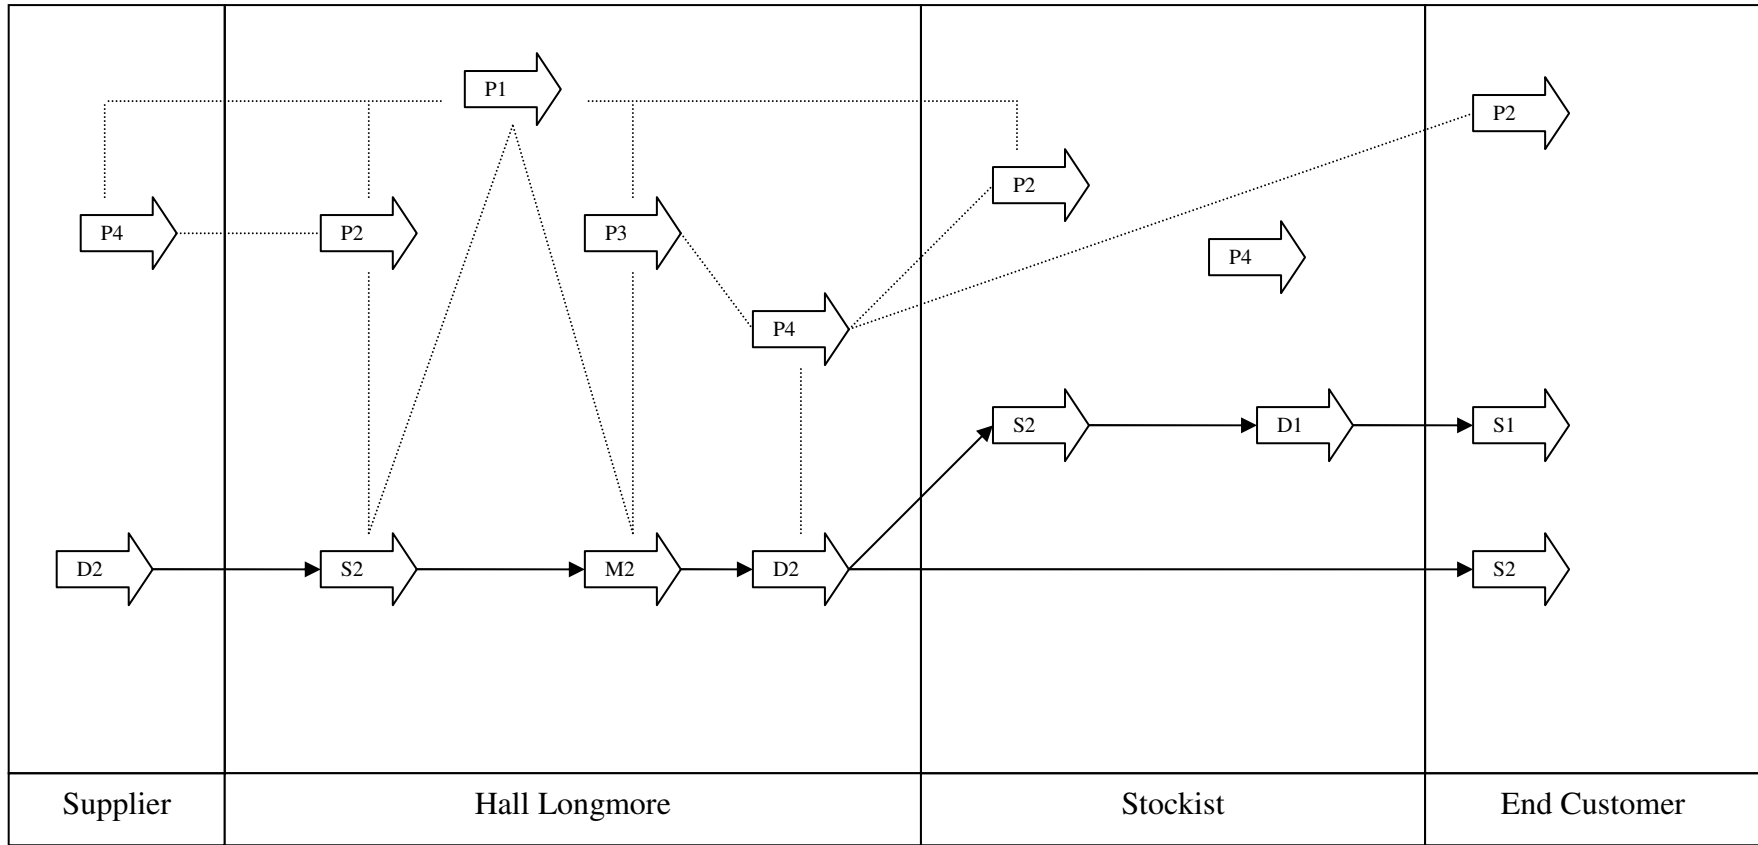 P1
P2
P2
P4
P2
P3
P4
P4
S2
D1
S1
D2
S2
M2
D2
S2
Supplier
Hall Longmore
Stockist
End Customer